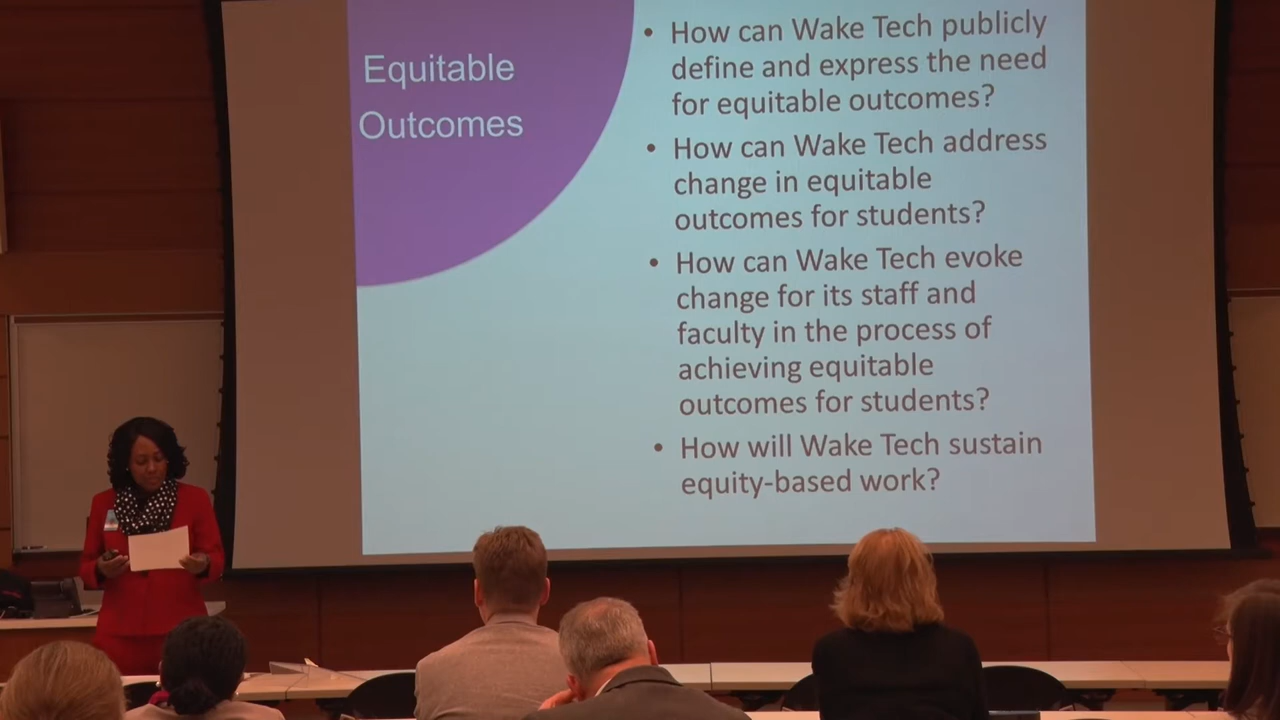 Equitable
Outcomes
• How can Wake Tech publicly
define and express the need
for equitable outcomes?
• How can Wake Tech address
change in equitable
outcomes for students?
• How can Wake Tech evoke
change for its staff and
faculty in the process of
achieving equitable
outcomes for students?
• How will Wake Tech sustain
equity-based work?